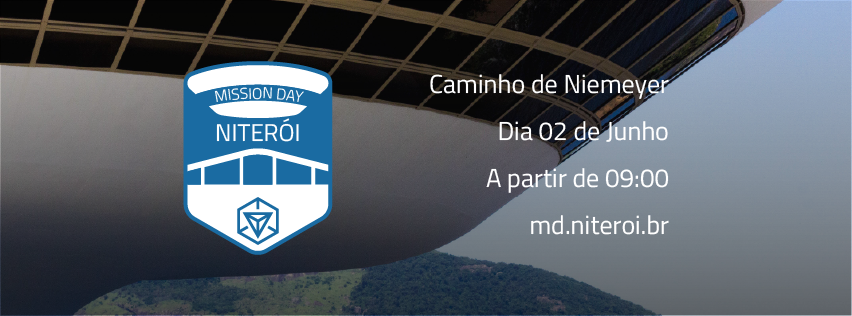 MISSION DAY
NITERÓI
Caminho de Niemeyer
Dia 02 de Junho
A partir de 09:00
md.niteroi.br